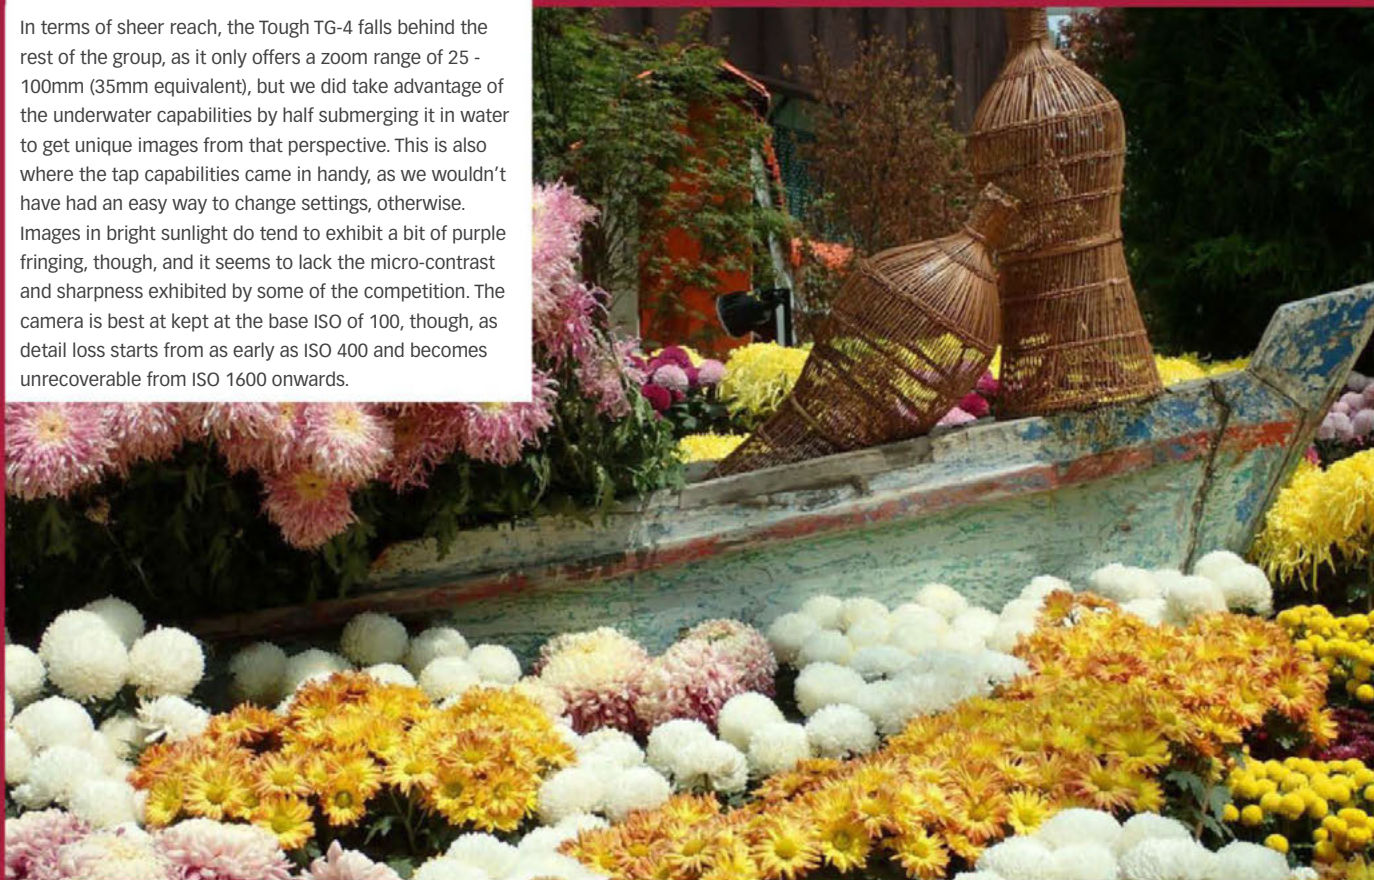 In terms of sheer reach, the Tough TG-4 falls behind the
rest of the group, as it only offers a zoom range of 25 -
100mm (35mm equivalent), but we did take advantage of
the underwater capabilities by half submerging it in water
to get unique images from that perspective. This is also
where the tap capabilities came in handy, as we wouldn’t
have had an easy way to change settings, otherwise.
Images in bright sunlight do tend to exhibit a bit of purple
fringing, though, and it seems to lack the micro-contrast
and sharpness exhibited by some of the competition. The
camera is best at kept at the base ISO of 100, though, as
detail loss starts from as early as ISO 400 and becomes
unrecoverable from ISO 1600 onwards.